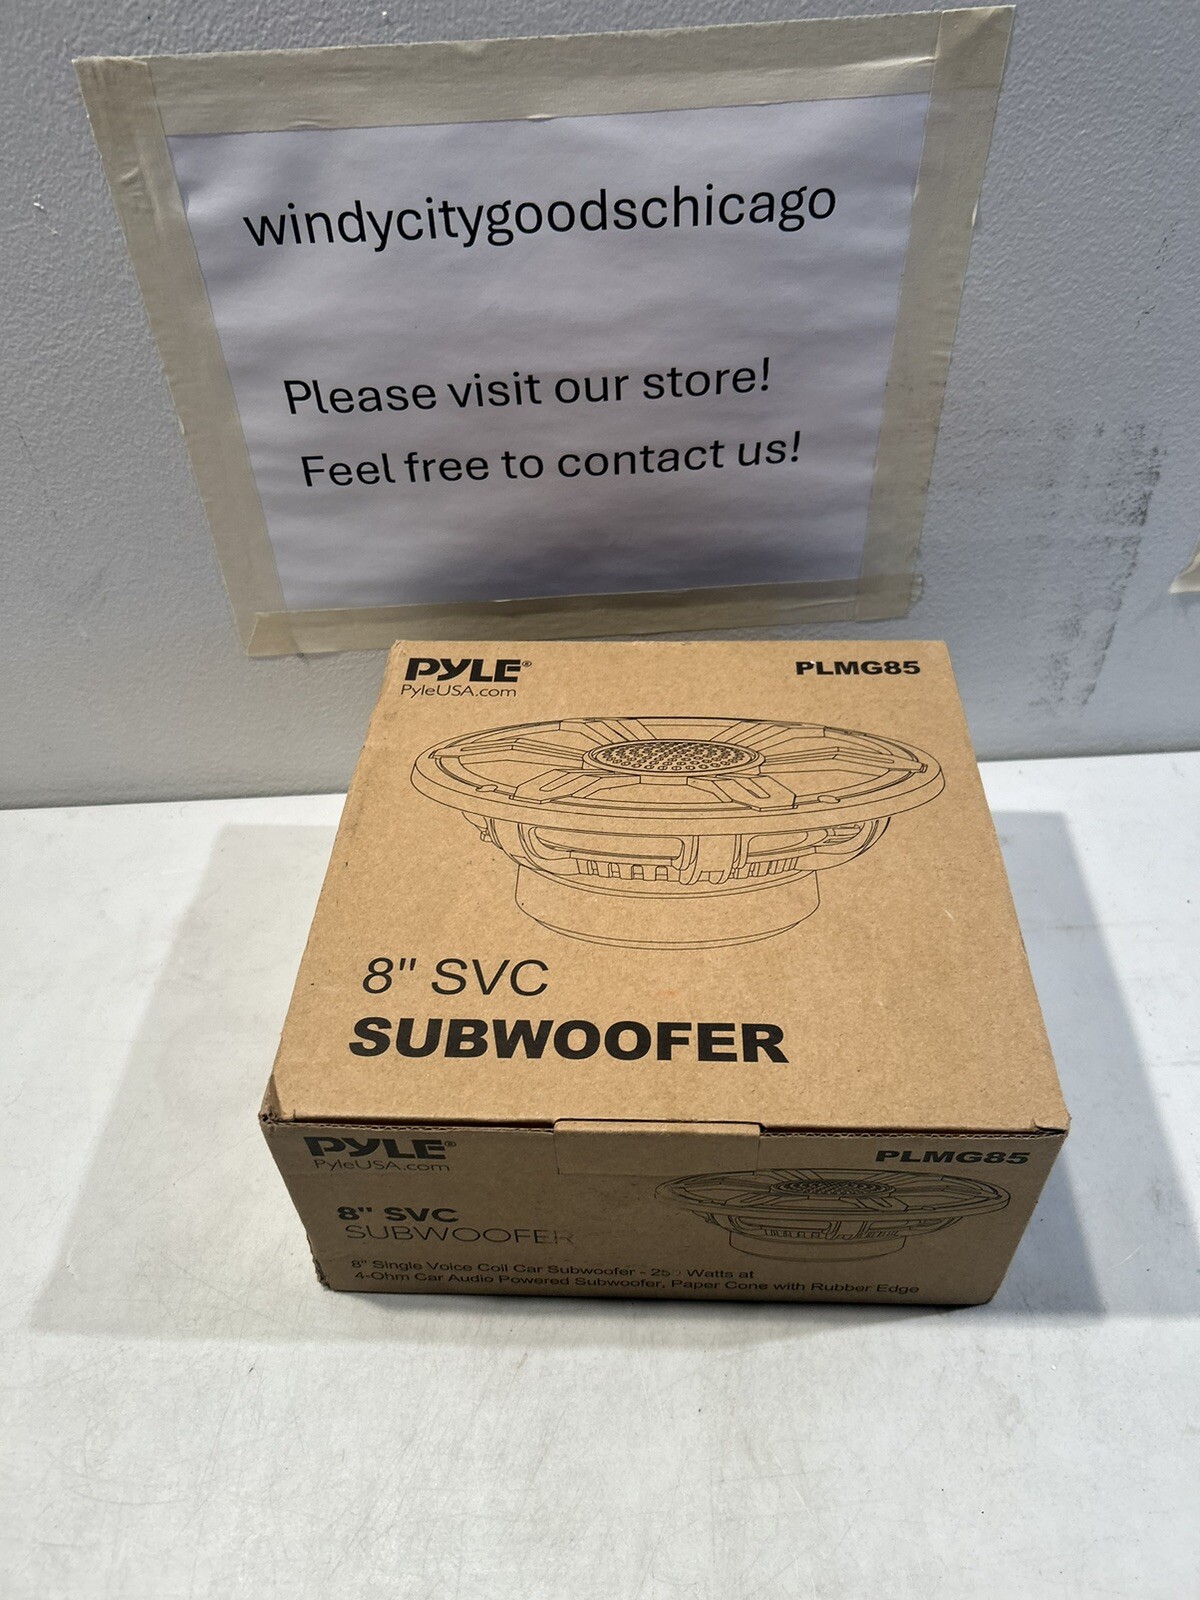 windycitygoodschicago
Please visit our store!
Feel free to contact us!
PYLE®
PyleUSA.com
PLMG85
8" SVC
SUBWOOFER
PYLE®
PyleUSA.com
PLMG85
8" SVC
SUBWOOFER
8" Single Voice Coil Car Subwoofer - Watts at
4-Ohm Car Audio Powered Subwoofer, Paper Cone with Rubber Edge